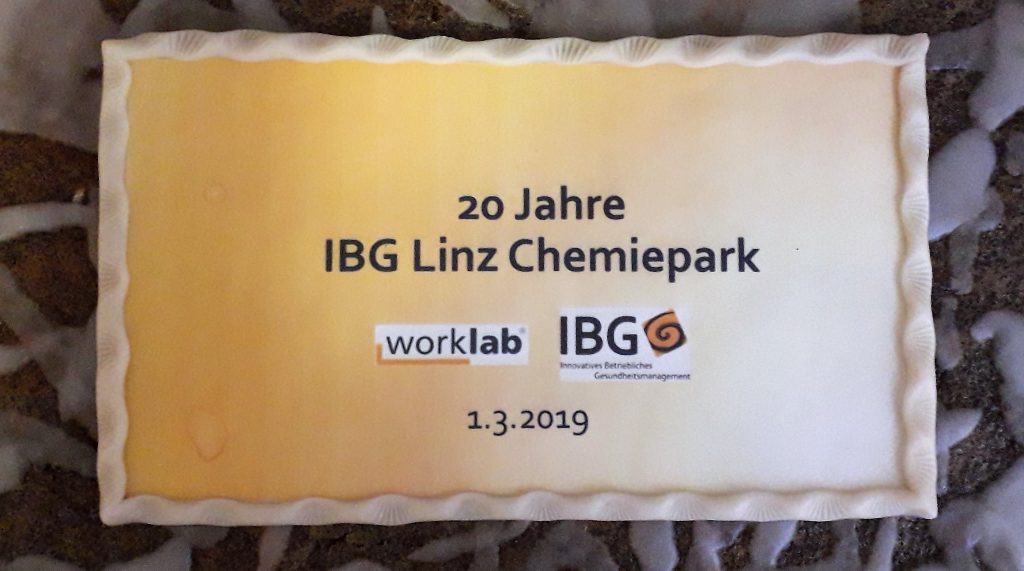 20 Jahre
IBG Linz Chemiepark
worklab®
IBG
Innovatives Betriebliches
Gesundheitsmanagement
1.3.2019